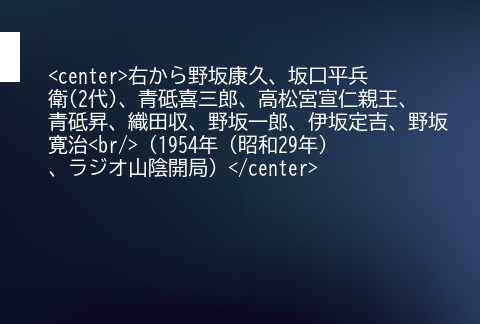 <center>右から野坂康久、坂口平兵
衛(2代)、青砥喜三郎、高松宮宣仁親王、
青砥昇、織田収、野坂一郎、伊坂定吉、野坂
寛治<br/>（1954年（昭和29年）
、ラジオ山陰開局）</center>